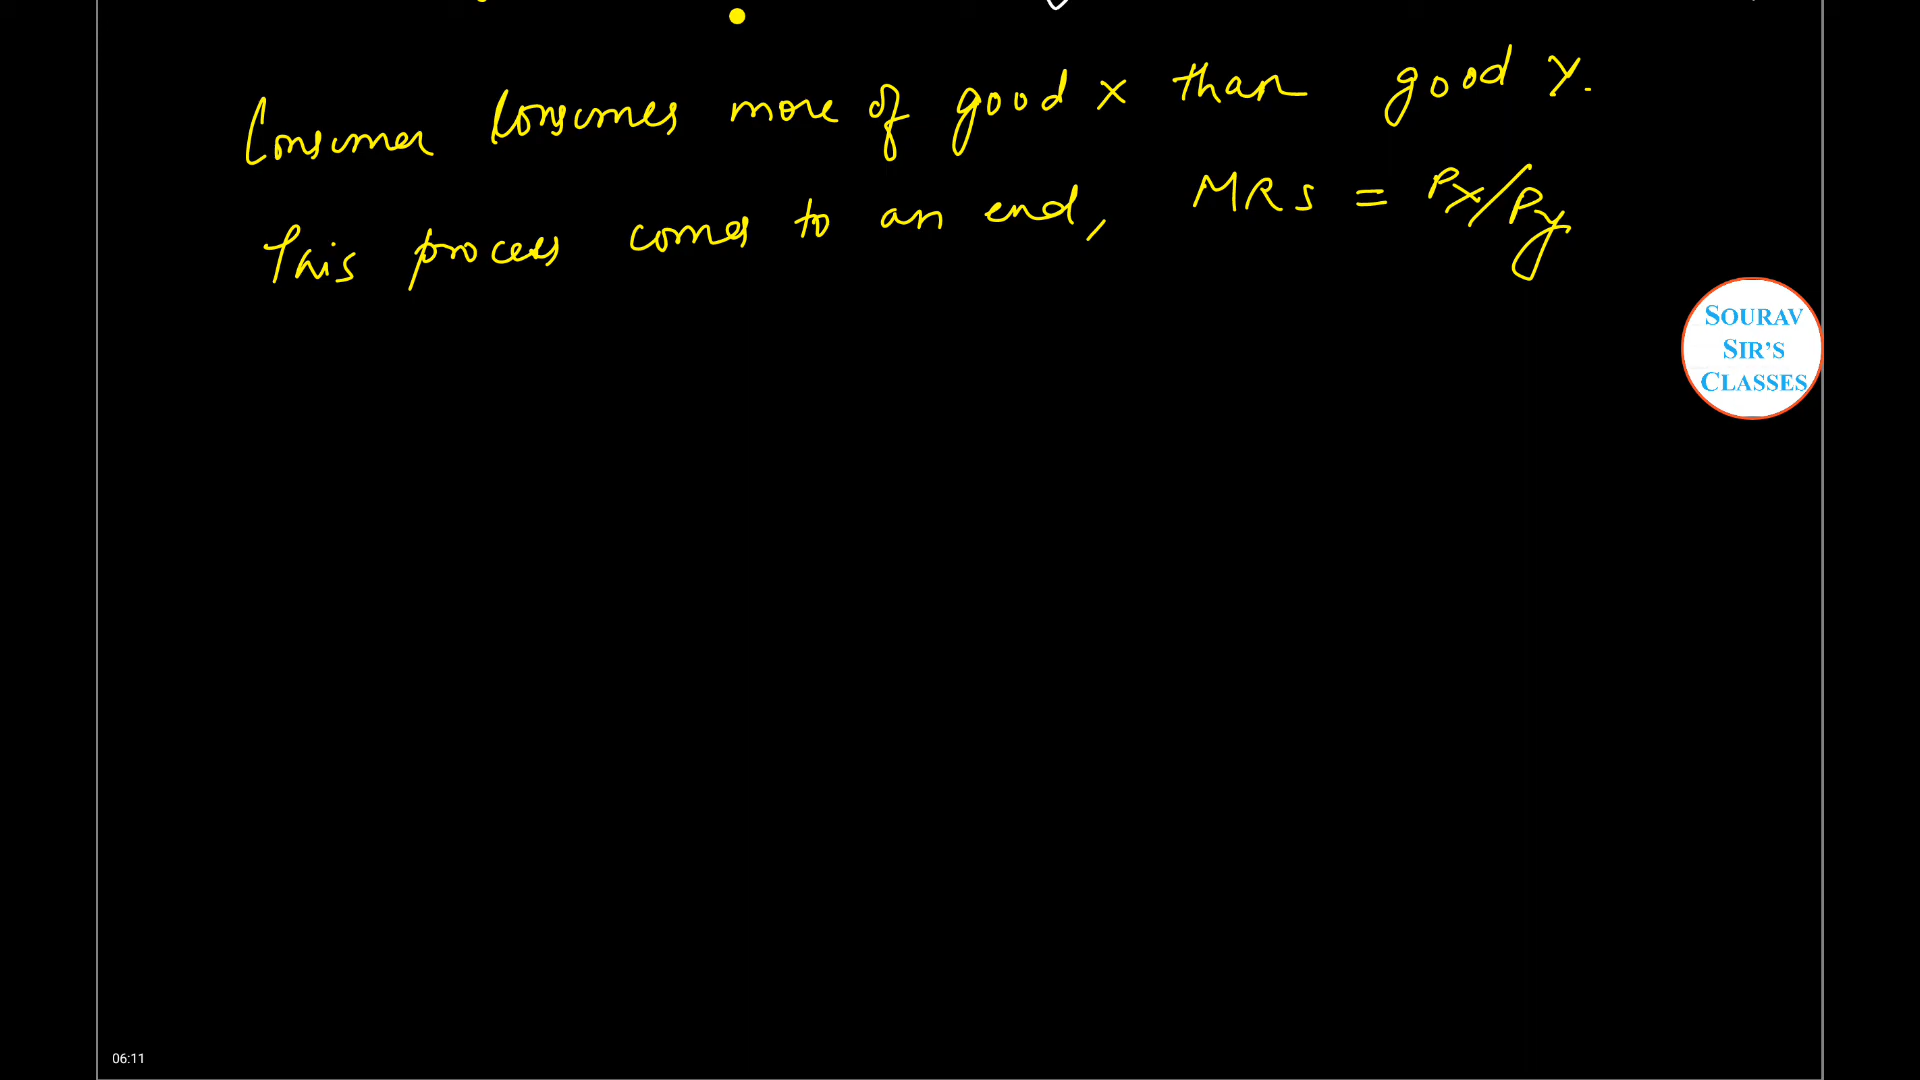 Consumer consumes more of good x than good y.
This process comes to an end, MRS = Px/Py
SOURAV
SIR'S
CLASSES
06:11